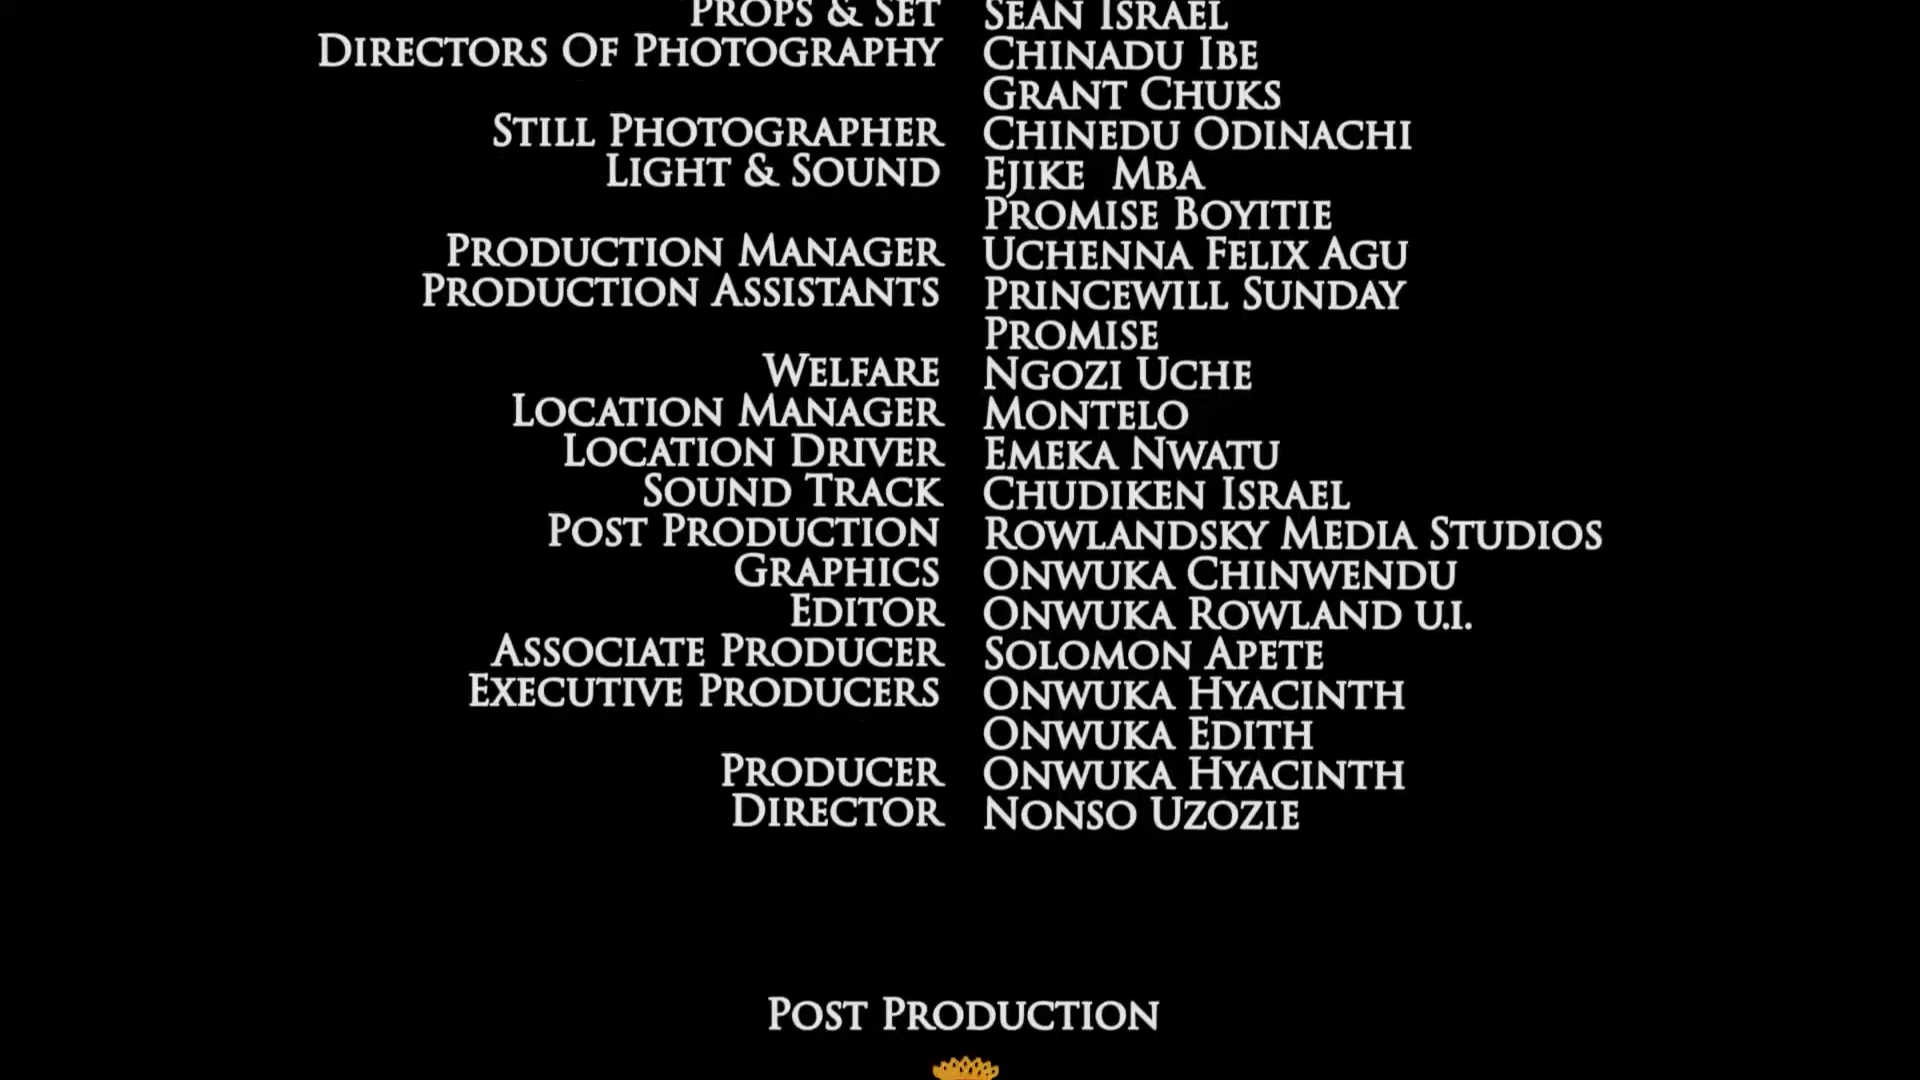 Props & Set Sean Israel
Directors Of Photography Chinadu Ibe
Grant Chuks
Still Photographer Chinedu Odinachi
Light & Sound Ejike Mba
Promise Boyitie
Production Manager Uchenna Felix Agu
Production Assistants Princewill Sunday
Promise
Welfare Ngozi Uche
Location Manager Montelo
Location Driver Emeka Nwatu
Sound Track Chudiken Israel
Post Production Rowlandsky Media Studios
Graphics Onwuka Chinwendu
Editor Onwuka Rowland u.i.
Associate Producer Solomon Apete
Executive Producers Onwuka Hyacinth
Onwuka Edith
Producer Onwuka Hyacinth
Director Nonso Uzozie
Post Production